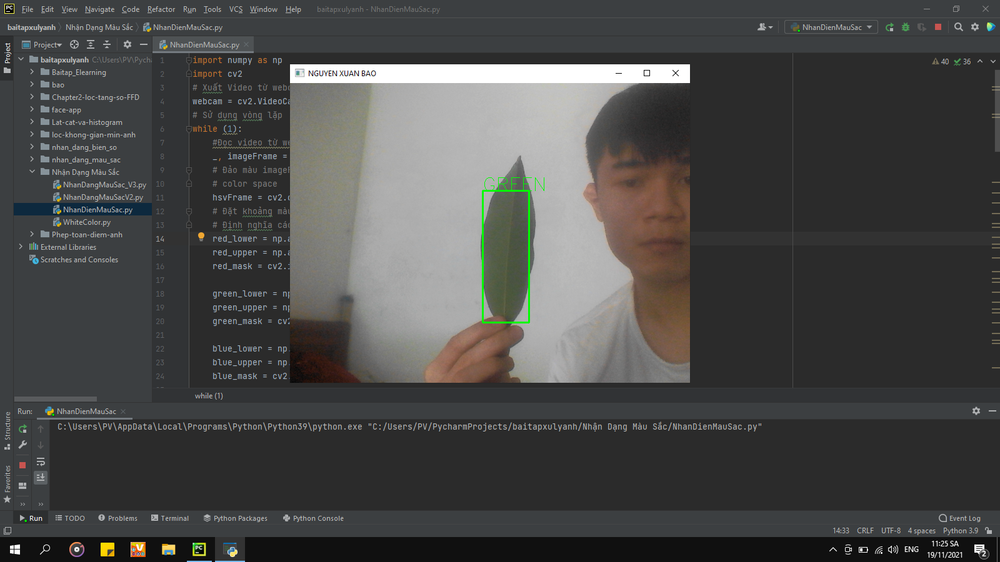 PC File Edit View Navigate Code Refactor Run Tools VCS Window Help baitapxulyanh - NhanDienMauSac.py
baitapxulyanh Nhận Dạng Màu Sắc NhanDienMauSac.py NhanDienMauSac
Project
Project
NhanDienMauSac.py
baitapxulyanh C:\Users\PV\Pycha
Baitap_Elearning
bao
Chapter2-loc-tang-so-FFD
face-app
Lat-cat-va-histogram
loc-khong-gian-min-anh
nhan_dang_bien_so
nhan_dang_mau_sac
Nhận Dạng Màu Sắc
NhanDangMauSac_V3.py
NhanDangMauSacV2.py
NhanDienMauSac.py
WhiteColor.py
Phep-toan-diem-anh
External Libraries
Scratches and Consoles
40 36
1 import numpy as np
2 import cv2
3 # Xuất Video từ webc
4 webcam = cv2.VideoCa
5 # Sử dụng vòng lặp
6 while (1):
7 #Đọc video từ we
8 _, imageFrame =
9 # Đảo màu imageF
10 # color space
11 hsvFrame = cv2.c
12 # Đặt khoảng màu
13 # Định nghĩa các
14 red_lower = np.a
15 red_upper = np.a
16 red_mask = cv2.i
17
18 green_lower = np
19 green_upper = np
20 green_mask = cv2
21
22 blue_lower = np.
23 blue_upper = np.
24 blue_mask = cv2.
while (1)
NGUYEN XUAN BAO
GREEN
Run: NhanDienMauSac
C:\Users\PV\AppData\Local\Programs\Python\Python39\python.exe "C:/Users/PV/PycharmProjects/baitapxulyanh/Nhận Dạng Màu Sắc/NhanDienMauSac.py"
Structure
Favorites
Run TODO Problems Terminal Python Packages Python Console Event Log
14:33 CRLF UTF-8 4 spaces Python 3.9
PC
ENG
11:25 SA
19/11/2021
2